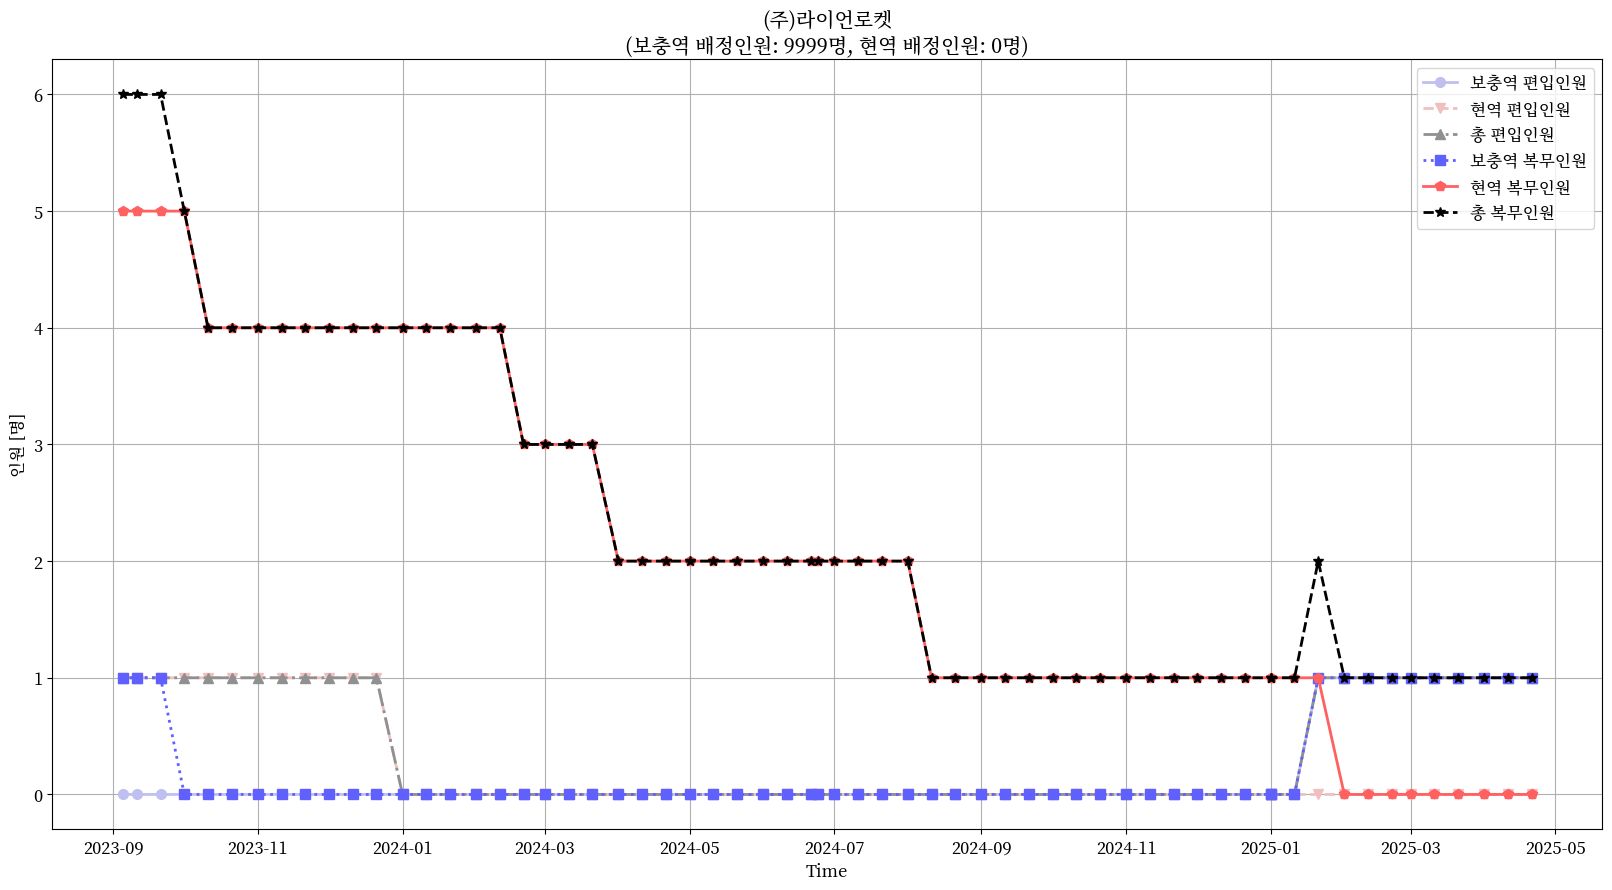 (주)라이언로켓
(보충역 배정인원: 9999명, 현역 배정인원: 0명)
보충역 편입인원
현역 편입인원
총 편입인원
보충역 복무인원
현역 복무인원
총 복무인원
인원 [명]
6
5
4
3
2
1
0
2023-09 2023-11 2024-01 2024-03 2024-05 2024-07 2024-09 2024-11 2025-01 2025-03 2025-05
Time